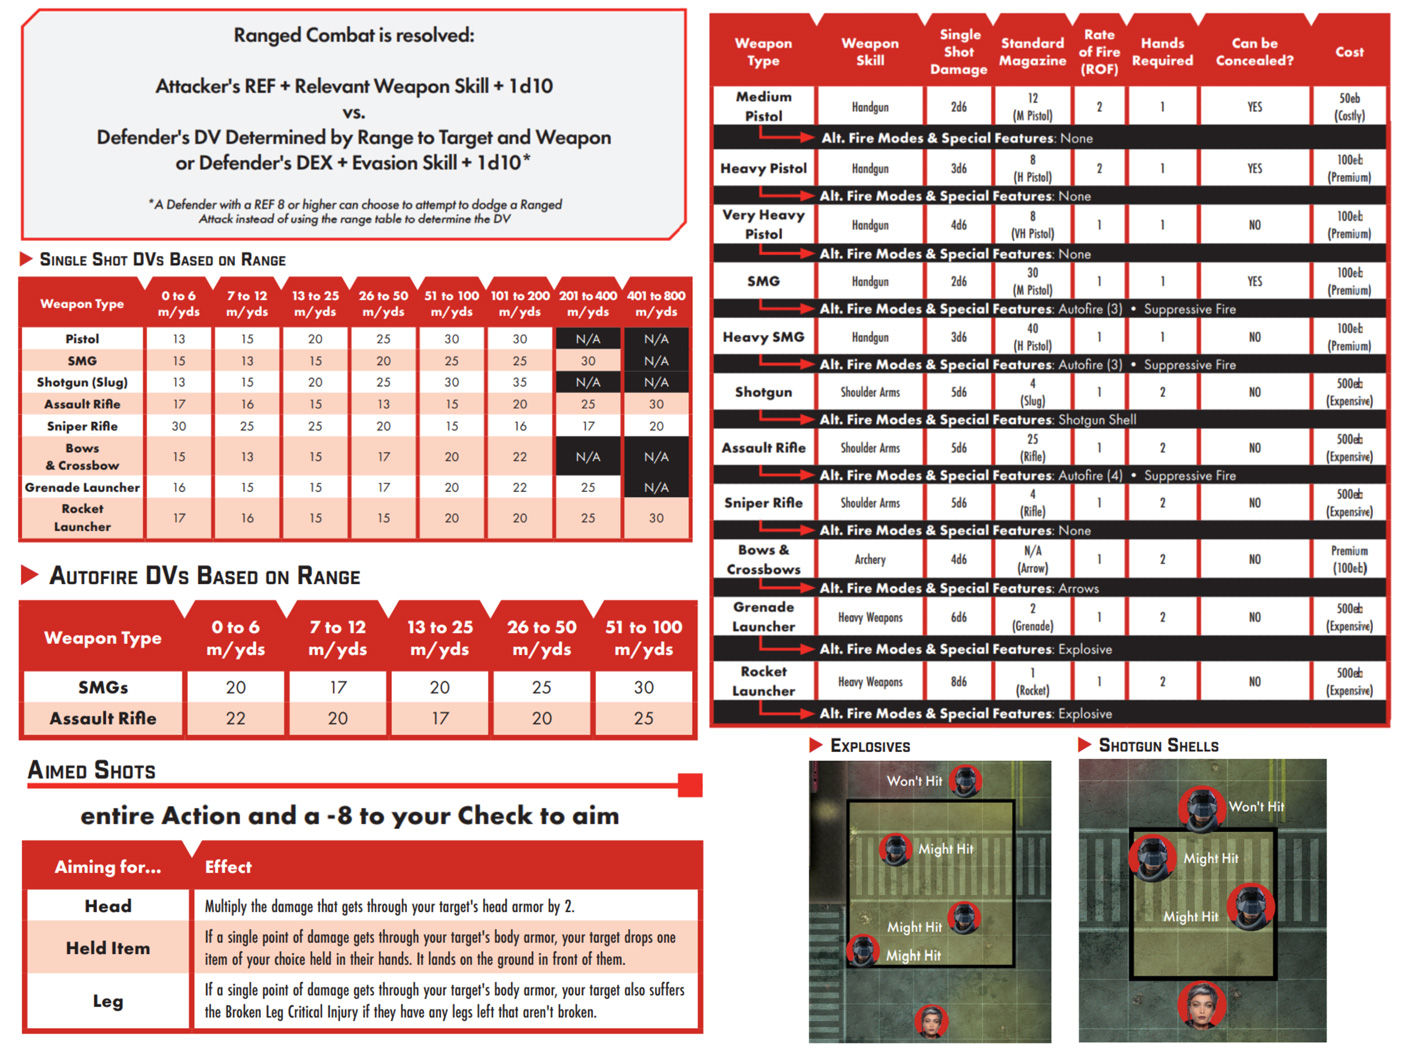 Ranged Combat is resolved:
Attacker's REF + Relevant Weapon Skill + 1d10
vs.
Defender's DV Determined by Range to Target and Weapon
or Defender's DEX + Evasion Skill + 1d10*
*A Defender with a REF 8 or higher can choose to attempt to dodge a Ranged
Attack instead of using the range table to determine the DV
SINGLE SHOT DVS BASED ON RANGE
Weapon Type 0 to 6 m/yds 7 to 12 m/yds 13 to 25 m/yds 26 to 50 m/yds 51 to 100 m/yds 101 to 200 m/yds 201 to 400 m/yds 401 to 800 m/yds
Pistol 13 15 20 25 30 30 N/A N/A
SMG 15 13 15 20 25 25 30 N/A
Shotgun (Slug) 13 15 20 25 30 35 N/A N/A
Assault Rifle 17 16 15 13 15 20 25 30
Sniper Rifle 30 25 25 20 15 16 17 20
Bows & Crossbow 15 13 15 17 20 22 N/A N/A
Grenade Launcher 16 15 15 17 20 22 25 N/A
Rocket Launcher 17 16 15 15 20 20 25 30
AUTOFIRE DVS BASED ON RANGE
Weapon Type 0 to 6 m/yds 7 to 12 m/yds 13 to 25 m/yds 26 to 50 m/yds 51 to 100 m/yds
SMGs 20 17 20 25 30
Assault Rifle 22 20 17 20 25
AIMED SHOTS
entire Action and a -8 to your Check to aim
Aiming for... Effect
Head Multiply the damage that gets through your target's head armor by 2.
Held Item If a single point of damage gets through your target's body armor, your target drops one
item of your choice held in their hands. It lands on the ground in front of them.
Leg If a single point of damage gets through your target's body armor, your target also suffers
the Broken Leg Critical Injury if they have any legs left that aren't broken.
Weapon Type Weapon Skill Single Shot Damage Standard Magazine Rate of Fire (ROF) Hands Required Can be Concealed? Cost
Medium Pistol Handgun 2d6 12 (M Pistol) 2 1 YES 50eb (Costly)
Alt. Fire Modes & Special Features: None
Heavy Pistol Handgun 3d6 8 (H Pistol) 2 1 YES 100eb (Premium)
Alt. Fire Modes & Special Features: None
Very Heavy Pistol Handgun 4d6 8 (VH Pistol) 1 1 NO 100eb (Premium)
Alt. Fire Modes & Special Features: None
SMG Handgun 2d6 30 (M Pistol) 1 1 YES 100eb (Premium)
Alt. Fire Modes & Special Features: Autofire (3) • Suppressive Fire
Heavy SMG Handgun 3d6 40 (H Pistol) 1 1 NO 100eb (Premium)
Alt. Fire Modes & Special Features: Autofire (3) • Suppressive Fire
Shotgun Shoulder Arms 5d6 4 (Slug) 1 2 NO 500eb (Expensive)
Alt. Fire Modes & Special Features: Shotgun Shell
Assault Rifle Shoulder Arms 5d6 25 (Rifle) 1 2 NO 500eb (Expensive)
Alt. Fire Modes & Special Features: Autofire (4) • Suppressive Fire
Sniper Rifle Shoulder Arms 5d6 4 (Rifle) 1 2 NO 500eb (Expensive)
Alt. Fire Modes & Special Features: None
Bows & Crossbows Archery 4d6 N/A (Arrow) 1 2 NO Premium (100eb)
Alt. Fire Modes & Special Features: Arrows
Grenade Launcher Heavy Weapons 6d6 2 (Grenade) 1 2 NO 500eb (Expensive)
Alt. Fire Modes & Special Features: Explosive
Rocket Launcher Heavy Weapons 8d6 1 (Rocket) 1 2 NO 500eb (Expensive)
Alt. Fire Modes & Special Features: Explosive
EXPLOSIVES
Won't Hit
Might Hit
Might Hit
Might Hit
SHOTGUN SHELLS
Won't Hit
Might Hit
Might Hit